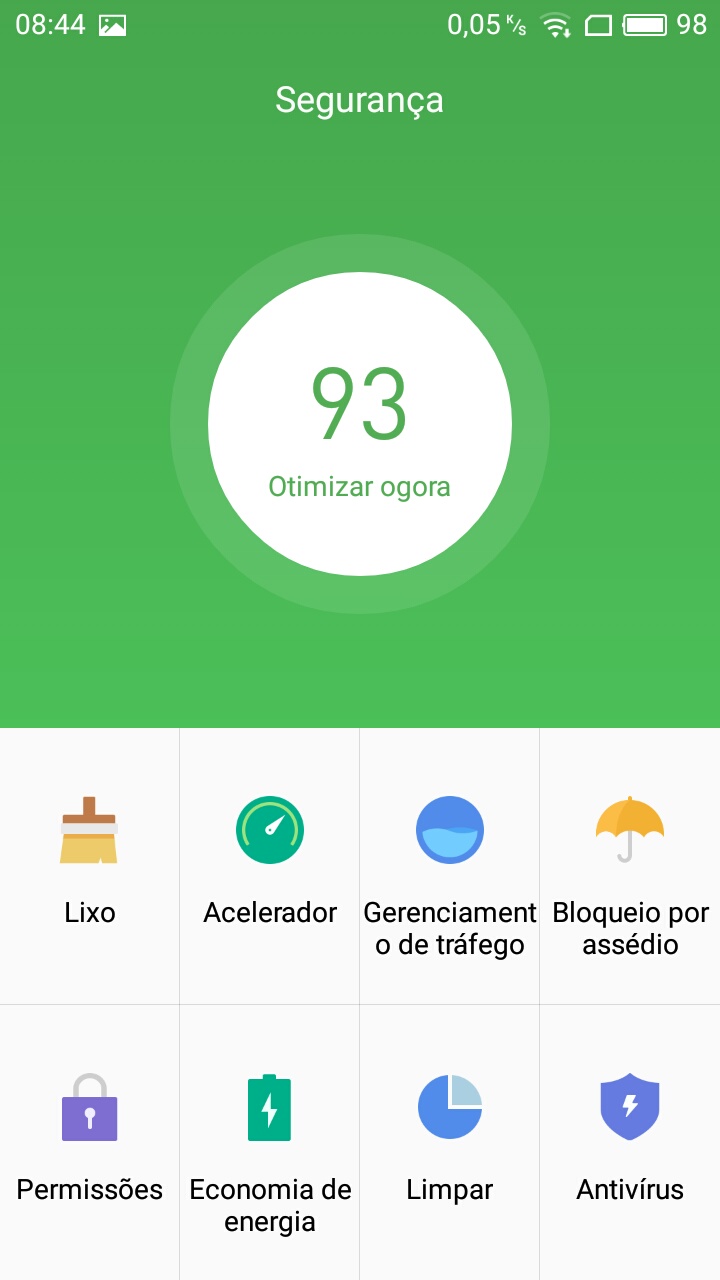 08:44 0,05 K/s 98
Segurança
93
Otimizar ogora
Lixo
Acelerador
Gerenciament
o de tráfego
Bloqueio por
assédio
Permissões
Economia de
energia
Limpar
Antivírus